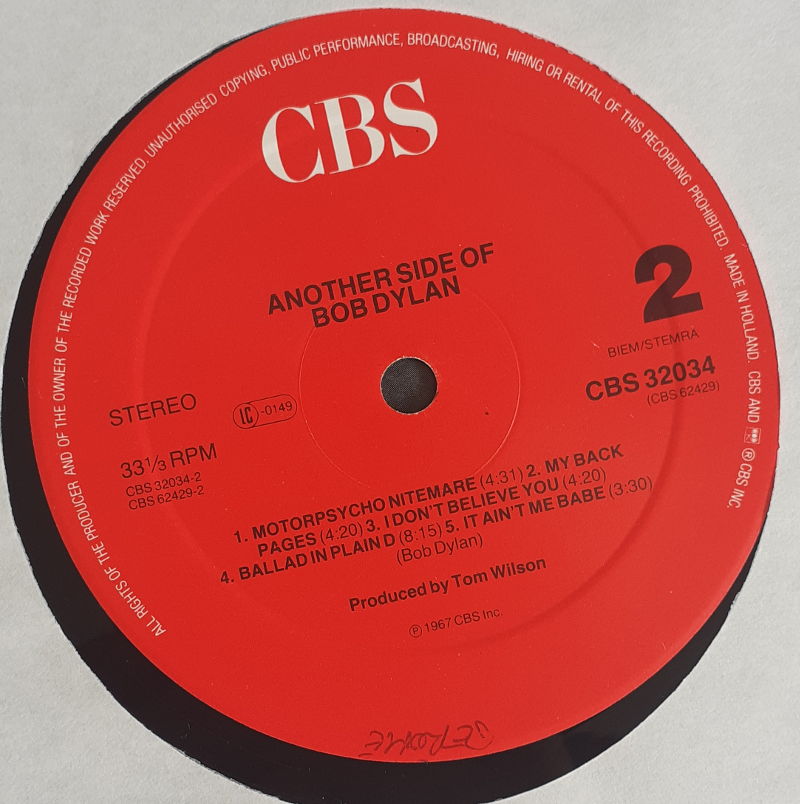 ALL RIGHTS OF THE PRODUCER AND OF THE OWNER OF THE RECORDED WORK RESERVED. UNAUTHORISED COPYING, PUBLIC PERFORMANCE, BROADCASTING, HIRING OR RENTAL OF THIS RECORDING PROHIBITED. MADE IN HOLLAND. CBS AND ® CBS INC.
CBS
ANOTHER SIDE OF
BOB DYLAN
2
BIEM/STEMRA
CBS 32034
(CBS 62429)
STEREO
LC -0149
33⅓ RPM
CBS 32034-2
CBS 62429-2
1. MOTORPSYCHO NITEMARE (4:31) 2. MY BACK
PAGES (4:20) 3. I DON'T BELIEVE YOU (4:20)
4. BALLAD IN PLAIN D (8:15) 5. IT AIN'T ME BABE (3:30)
(Bob Dylan)
Produced by Tom Wilson
Ⓟ 1967 CBS Inc.